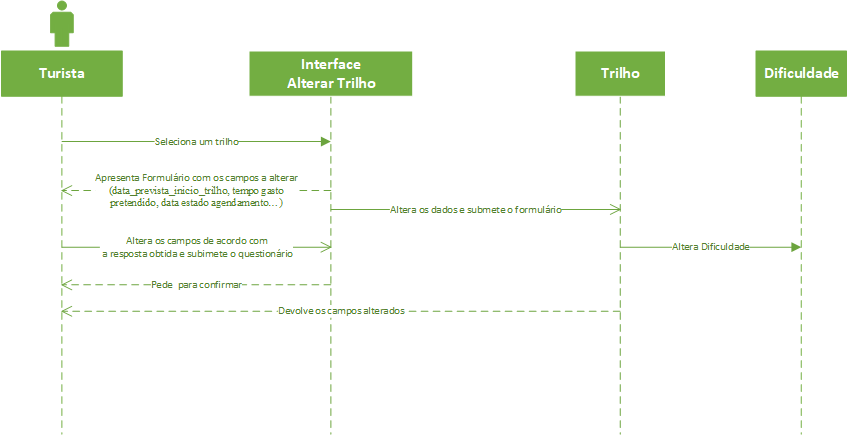 Turista
Interface
Alterar Trilho
Trilho
Dificuldade
Seleciona um trilho
Apresenta Formulário com os campos a alterar
(data_prevista_inicio_trilho, tempo gasto
pretendido, data estado agendamento... )
Altera os dados e submete o formulário
Altera os campos de acordo com
a resposta obtida e subimete o questionário
Altera Dificuldade
Pede para confirmar
Devolve os campos alterados